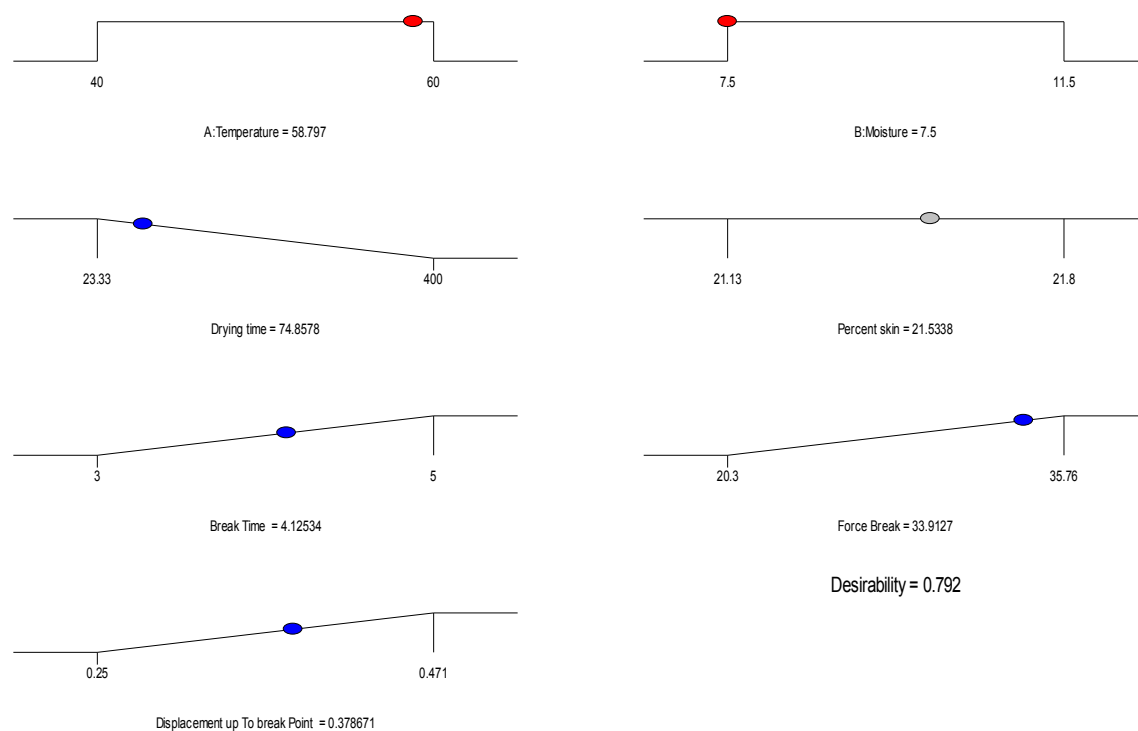 40 60
A:Temperature = 58.797
7.5 11.5
B:Moisture = 7.5
23.33 400
Drying time = 74.8578
21.13 21.8
Percent skin = 21.5338
3 5
Break Time = 4.12534
20.3 35.76
Force Break = 33.9127
0.25 0.471
Displacement up To break Point = 0.378671
Desirability = 0.792